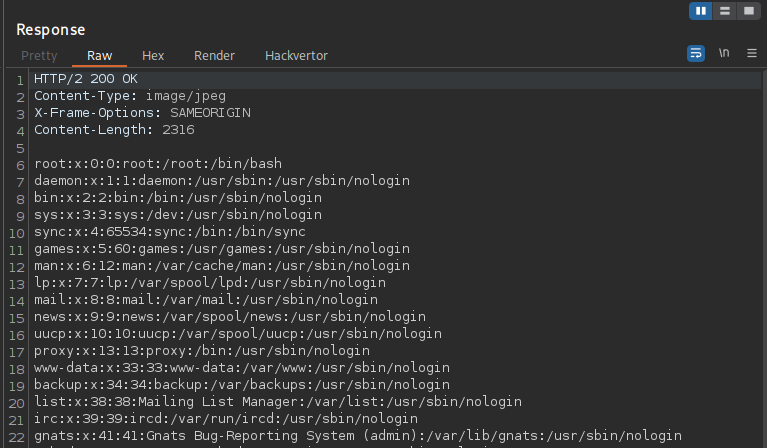 Response
Pretty Raw Hex Render Hackvertor \n
1 HTTP/2 200 OK
2 Content-Type: image/jpeg
3 X-Frame-Options: SAMEORIGIN
4 Content-Length: 2316
5
6 root:x:0:0:root:/root:/bin/bash
7 daemon:x:1:1:daemon:/usr/sbin:/usr/sbin/nologin
8 bin:x:2:2:bin:/bin:/usr/sbin/nologin
9 sys:x:3:3:sys:/dev:/usr/sbin/nologin
10 sync:x:4:65534:sync:/bin:/bin/sync
11 games:x:5:60:games:/usr/games:/usr/sbin/nologin
12 man:x:6:12:man:/var/cache/man:/usr/sbin/nologin
13 lp:x:7:7:lp:/var/spool/lpd:/usr/sbin/nologin
14 mail:x:8:8:mail:/var/mail:/usr/sbin/nologin
15 news:x:9:9:news:/var/spool/news:/usr/sbin/nologin
16 uucp:x:10:10:uucp:/var/spool/uucp:/usr/sbin/nologin
17 proxy:x:13:13:proxy:/bin:/usr/sbin/nologin
18 www-data:x:33:33:www-data:/var/www:/usr/sbin/nologin
19 backup:x:34:34:backup:/var/backups:/usr/sbin/nologin
20 list:x:38:38:Mailing List Manager:/var/list:/usr/sbin/nologin
21 irc:x:39:39:ircd:/var/run/ircd:/usr/sbin/nologin
22 gnats:x:41:41:Gnats Bug-Reporting System (admin):/var/lib/gnats:/usr/sbin/nologin